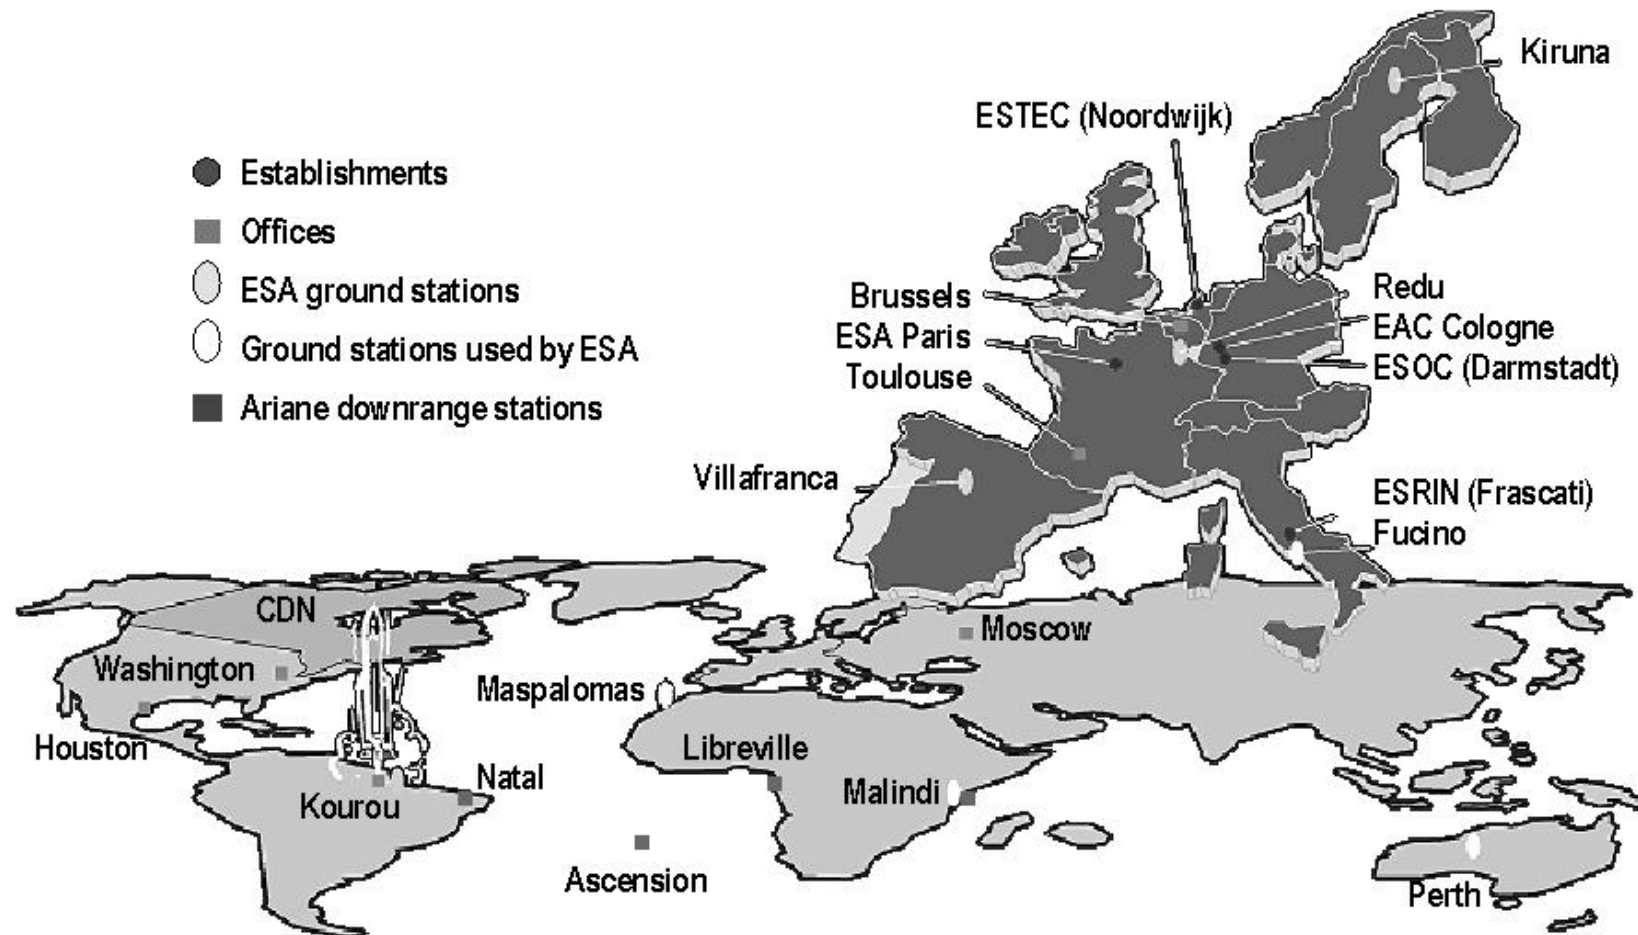 Kiruna
ESTEC (Noordwijk)
Establishments
Offices
ESA ground stations
Ground stations used by ESA
Ariane downrange stations
Brussels
ESA Paris
Toulouse
Redu
EAC Cologne
ESOC (Darmstadt)
Villafranca
ESRIN (Frascati)
Fucino
CDN
Moscow
Washington
Maspalomas
Houston
Libreville
Natal
Malindi
Kourou
Ascension
Perth